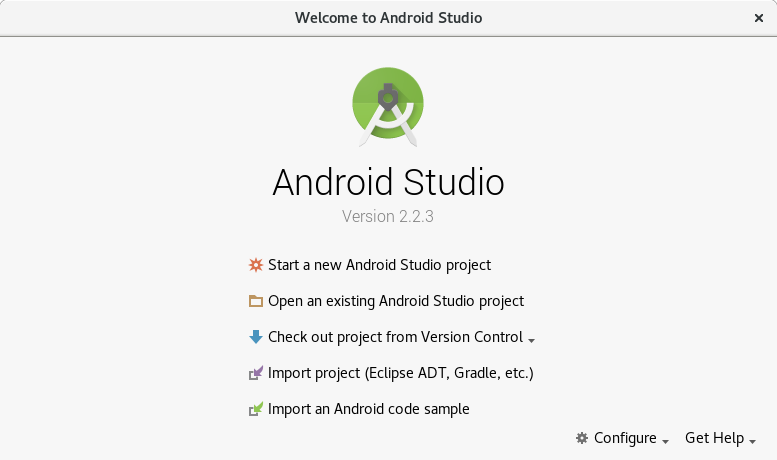 Welcome to Android Studio
Android Studio
Version 2.2.3
Start a new Android Studio project
Open an existing Android Studio project
Check out project from Version Control
Import project (Eclipse ADT, Gradle, etc.)
Import an Android code sample
Configure Get Help